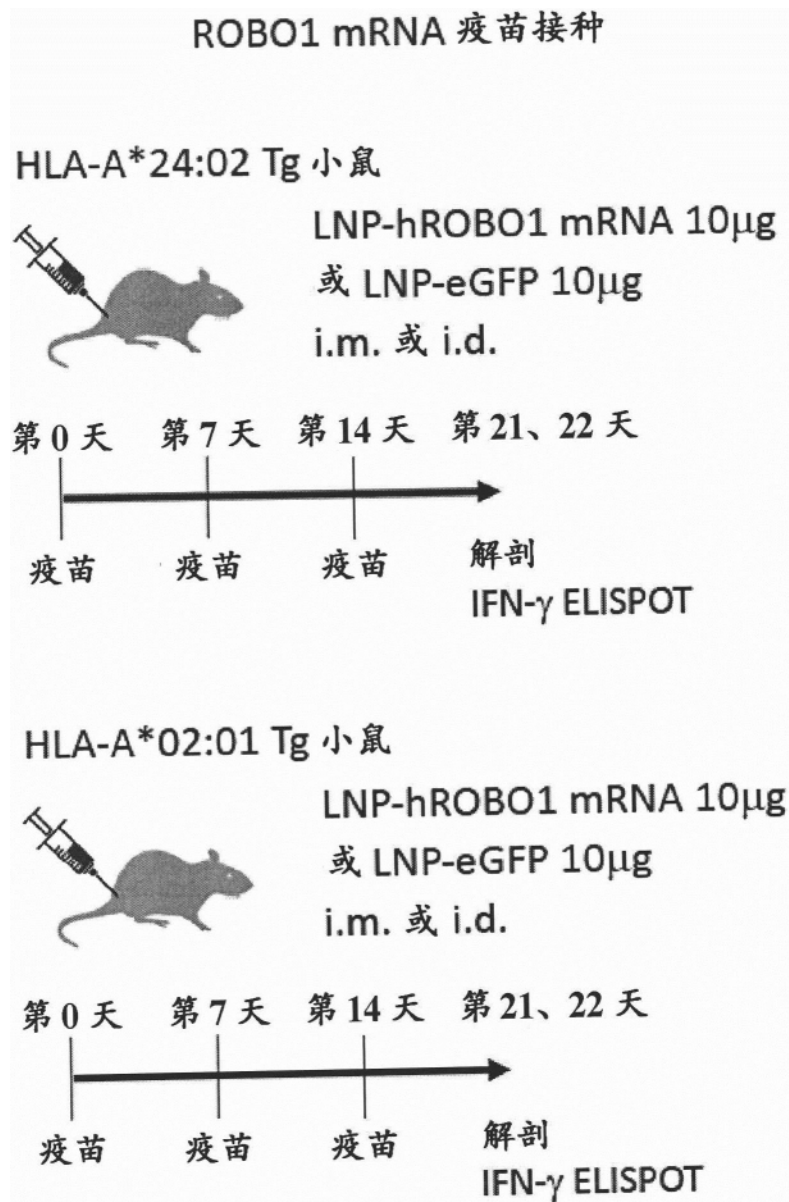 ROBO1 mRNA 疫苗接种
HLA-A*24:02 Tg 小鼠
LNP-hROBO1 mRNA 10μg
或 LNP-eGFP 10μg
i.m. 或 i.d.
第 0 天 第 7 天 第 14 天 第 21、22 天
疫苗 疫苗 疫苗 解剖
IFN-γ ELISPOT
HLA-A*02:01 Tg 小鼠
LNP-hROBO1 mRNA 10μg
或 LNP-eGFP 10μg
i.m. 或 i.d.
第 0 天 第 7 天 第 14 天 第 21、22 天
疫苗 疫苗 疫苗 解剖
IFN-γ ELISPOT